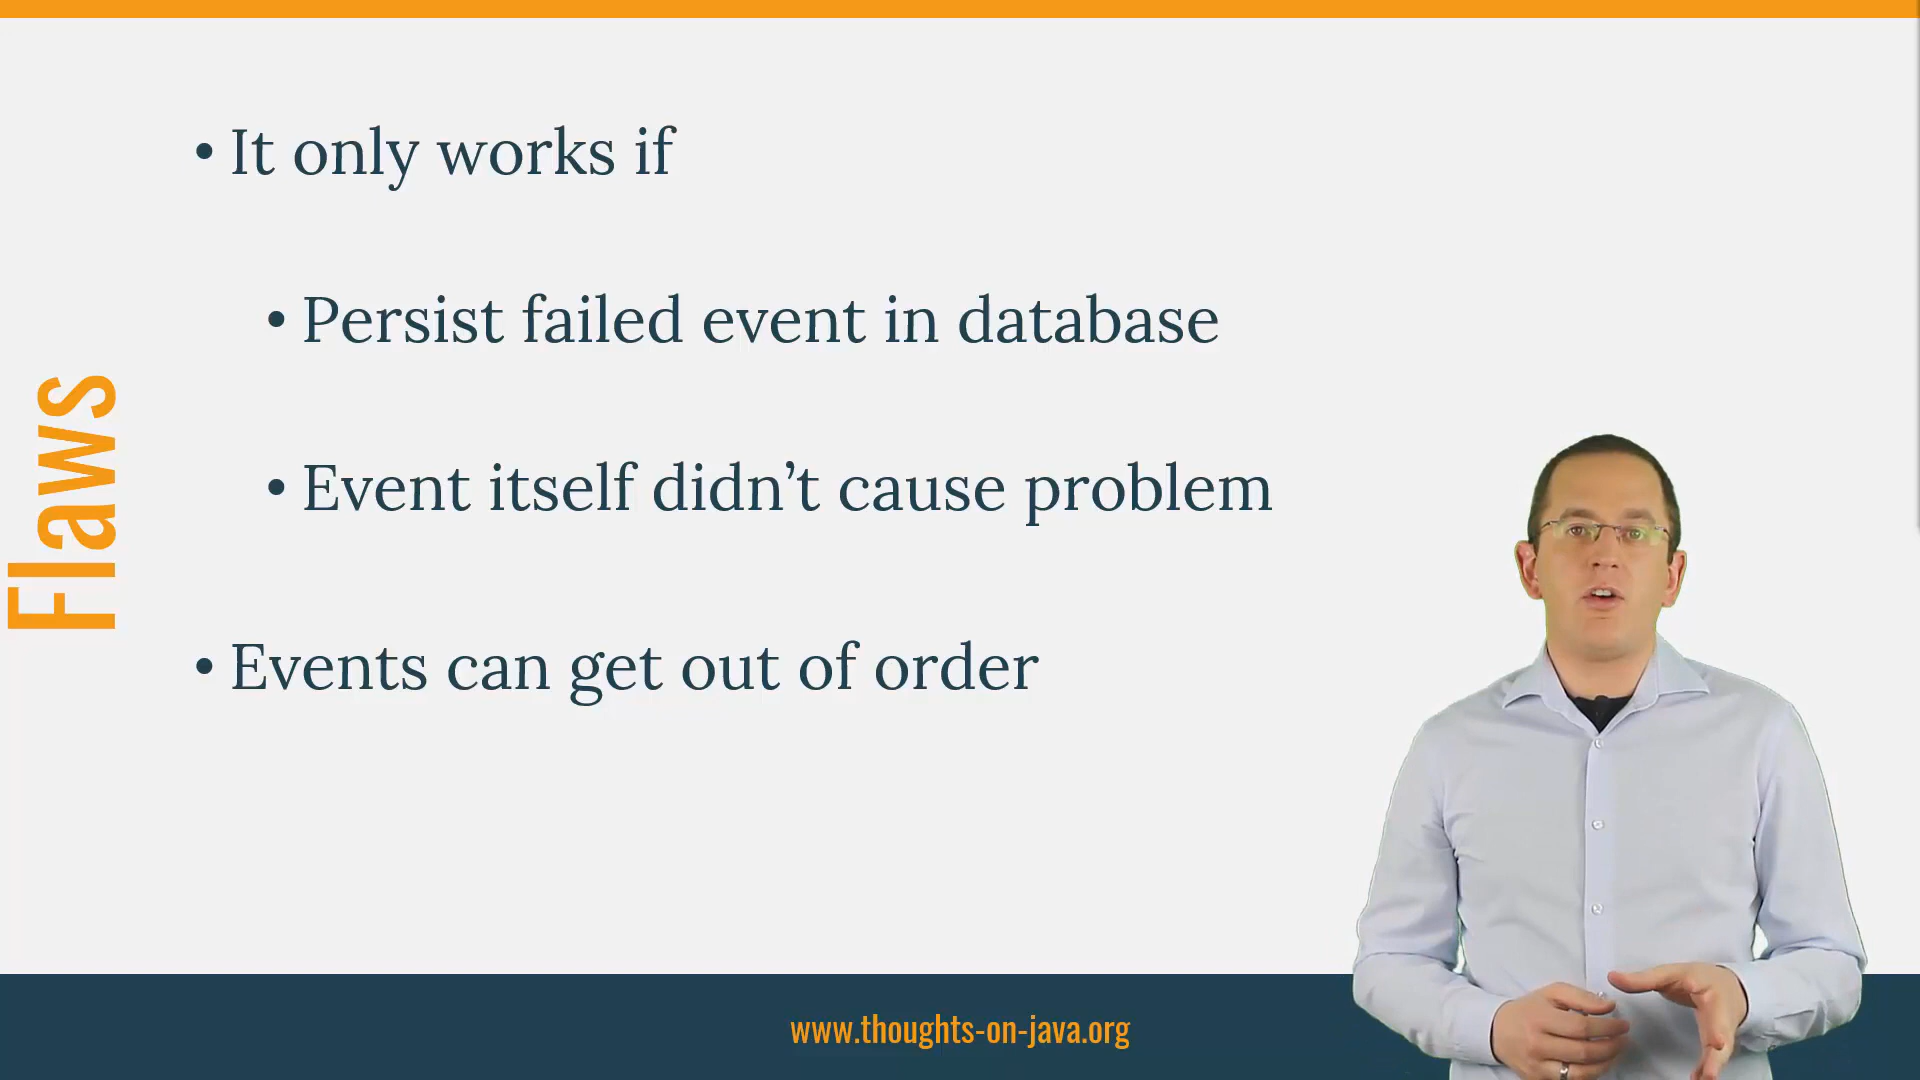 Flaws
• It only works if
• Persist failed event in database
• Event itself didn’t cause problem
• Events can get out of order
www.thoughts-on-java.org